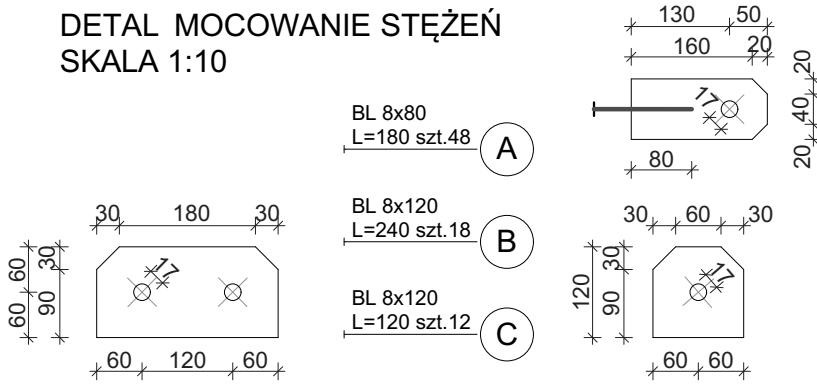 DETAL MOCOWANIE STĘŻEŃ
SKALA 1:10
130 50
160 20
20
40
20
17
80
BL 8x80
L=180 szt.48
A
BL 8x120
L=240 szt.18
B
BL 8x120
L=120 szt.12
C
30 180 30
60
60
30
90
17
60 120 60
30 60 30
120
30
90
17
60 60